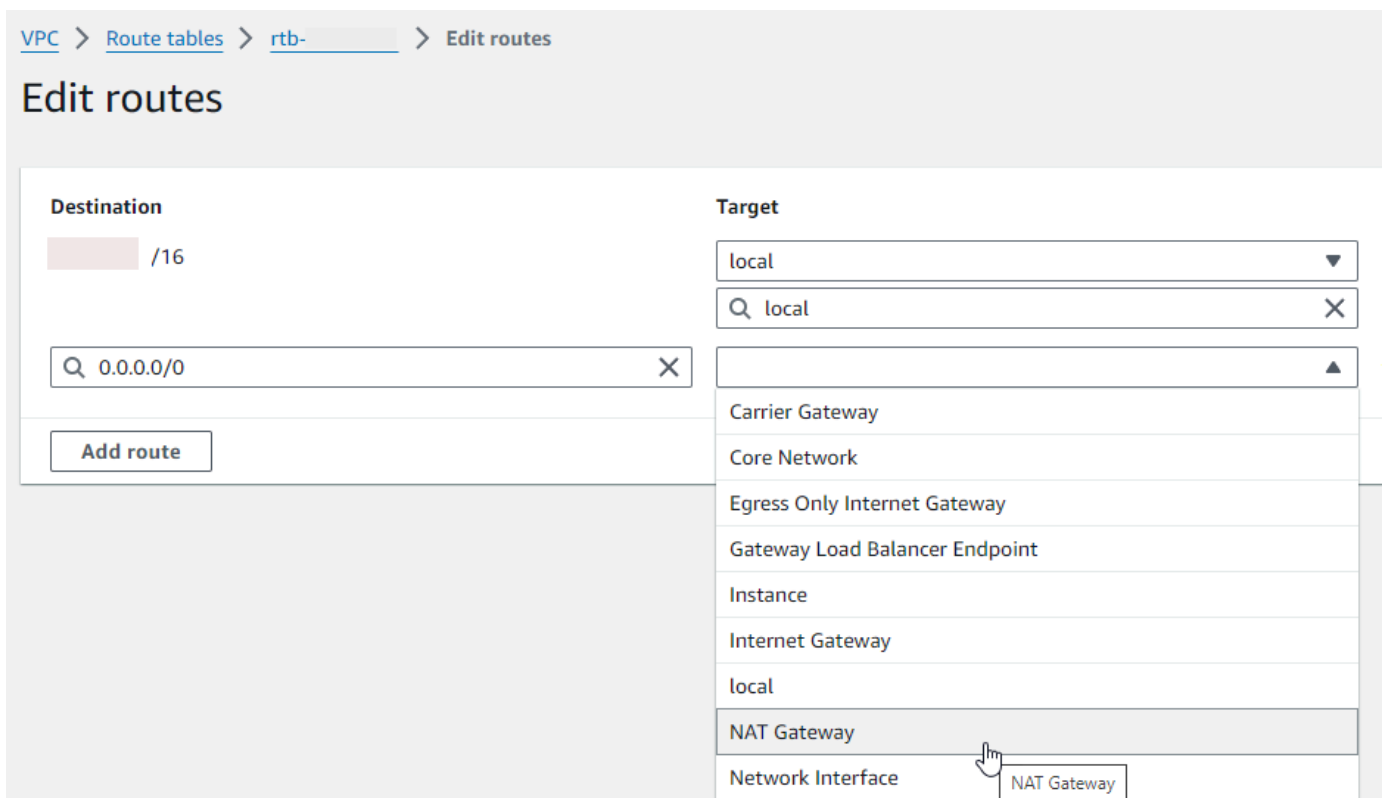 VPC > Route tables > rtb- > Edit routes
Edit routes
Destination Target
/16 local
local
0.0.0.0/0
Carrier Gateway
Add route
Core Network
Egress Only Internet Gateway
Gateway Load Balancer Endpoint
Instance
Internet Gateway
local
NAT Gateway
Network Interface
NAT Gateway